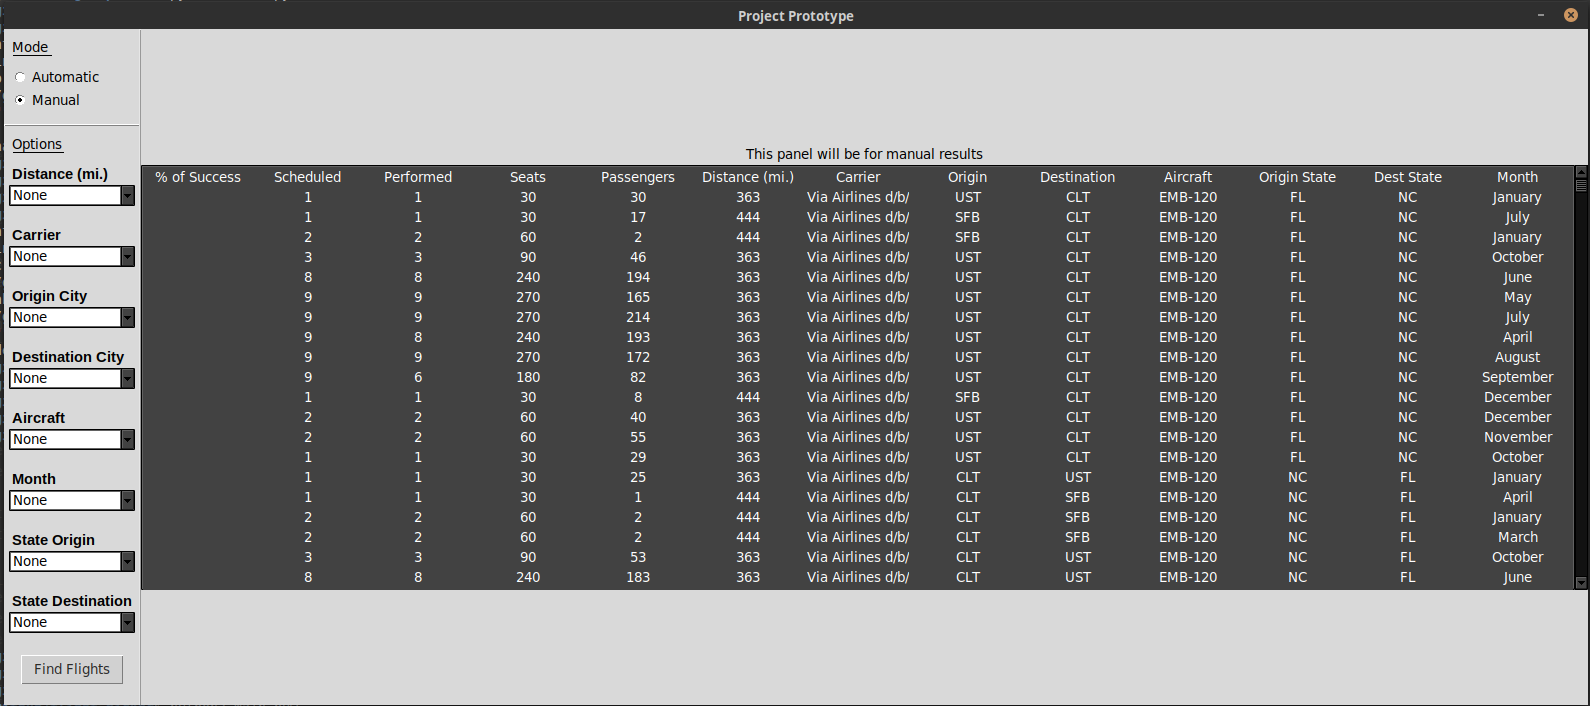 Project Prototype
Mode
Automatic
Manual
Options
Distance (mi.)
None
Carrier
None
Origin City
None
Destination City
None
Aircraft
None
Month
None
State Origin
None
State Destination
None
Find Flights
This panel will be for manual results
% of Success Scheduled Performed Seats Passengers Distance (mi.) Carrier Origin Destination Aircraft Origin State Dest State Month
1 1 30 30 363 Via Airlines d/b/ UST CLT EMB-120 FL NC January
1 1 30 17 444 Via Airlines d/b/ SFB CLT EMB-120 FL NC July
2 2 60 2 444 Via Airlines d/b/ SFB CLT EMB-120 FL NC January
3 3 90 46 363 Via Airlines d/b/ UST CLT EMB-120 FL NC October
8 8 240 194 363 Via Airlines d/b/ UST CLT EMB-120 FL NC June
9 9 270 165 363 Via Airlines d/b/ UST CLT EMB-120 FL NC May
9 9 270 214 363 Via Airlines d/b/ UST CLT EMB-120 FL NC July
9 8 240 193 363 Via Airlines d/b/ UST CLT EMB-120 FL NC April
9 9 270 172 363 Via Airlines d/b/ UST CLT EMB-120 FL NC August
9 6 180 82 363 Via Airlines d/b/ UST CLT EMB-120 FL NC September
1 1 30 8 444 Via Airlines d/b/ SFB CLT EMB-120 FL NC December
2 2 60 40 363 Via Airlines d/b/ UST CLT EMB-120 FL NC December
2 2 60 55 363 Via Airlines d/b/ UST CLT EMB-120 FL NC November
1 1 30 29 363 Via Airlines d/b/ UST CLT EMB-120 FL NC October
1 1 30 25 363 Via Airlines d/b/ CLT UST EMB-120 NC FL January
1 1 30 1 444 Via Airlines d/b/ CLT SFB EMB-120 NC FL April
2 2 60 2 444 Via Airlines d/b/ CLT SFB EMB-120 NC FL January
2 2 60 2 444 Via Airlines d/b/ CLT SFB EMB-120 NC FL March
3 3 90 53 363 Via Airlines d/b/ CLT UST EMB-120 NC FL October
8 8 240 183 363 Via Airlines d/b/ CLT UST EMB-120 NC FL June